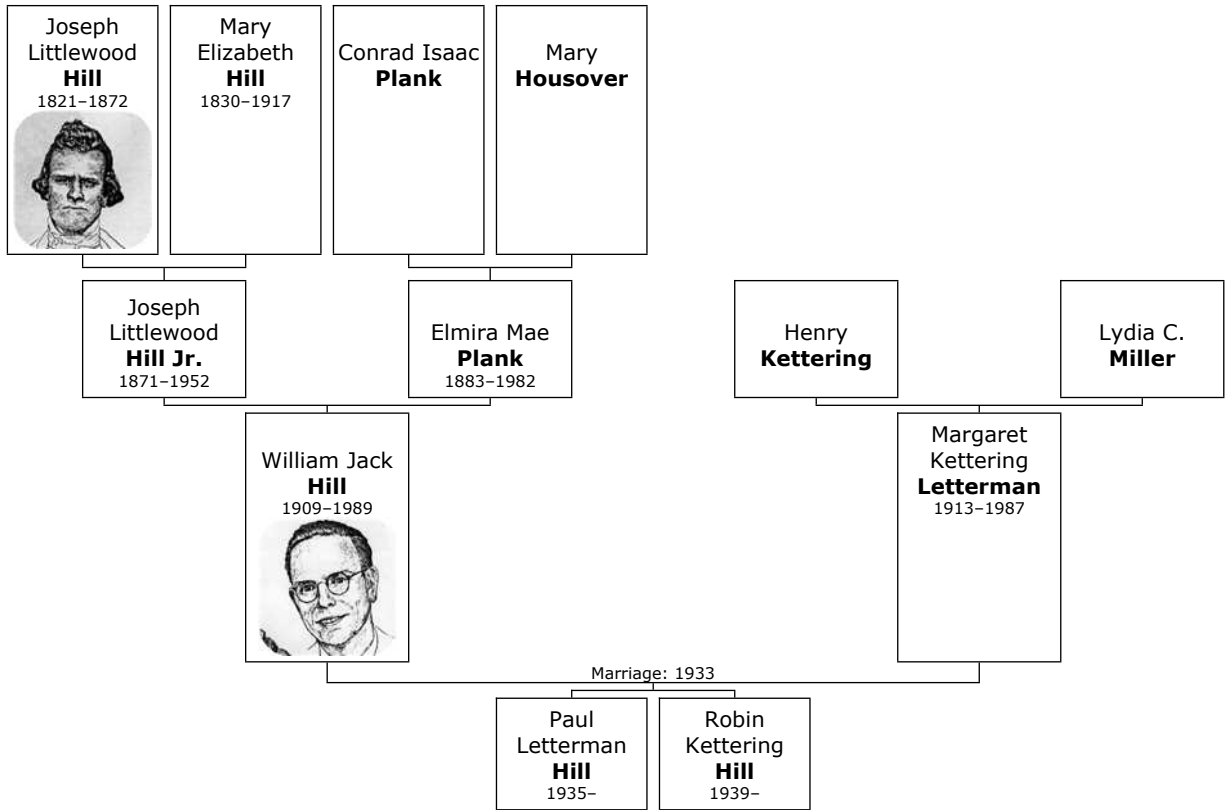 Joseph
Littlewood
Hill
1821–1872
Mary
Elizabeth
Hill
1830–1917
Conrad Isaac
Plank
Mary
Housover
Joseph
Littlewood
Hill Jr.
1871–1952
Elmira Mae
Plank
1883–1982
Henry
Kettering
Lydia C.
Miller
William Jack
Hill
1909–1989
Margaret
Kettering
Letterman
1913–1987
Marriage: 1933
Paul
Letterman
Hill
1935–
Robin
Kettering
Hill
1939–